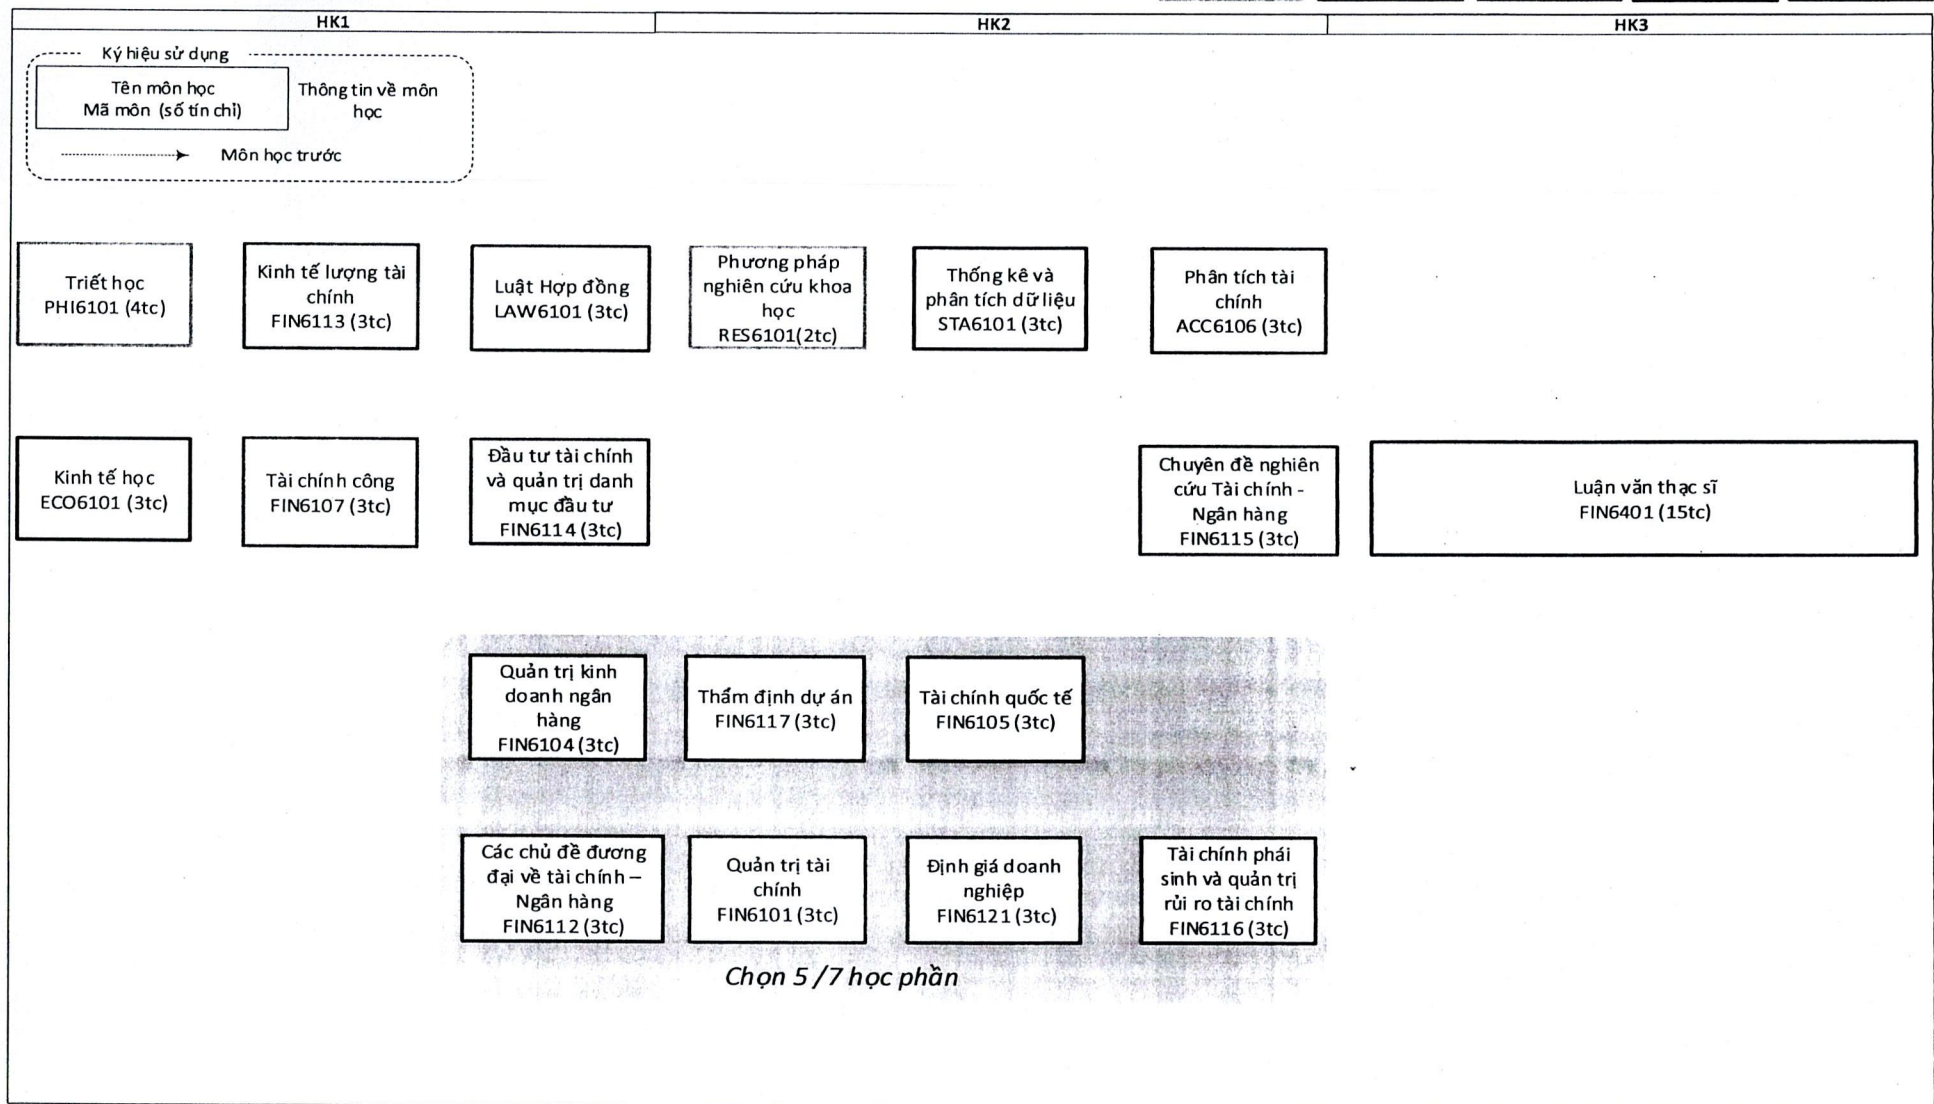 HK1
HK2
HK3
Ký hiệu sử dụng
Tên môn học
Mã môn (số tín chỉ)
Thông tin về môn
học
Môn học trước
Triết học
PHI6101 (4tc)
Kinh tế lượng tài
chính
FIN6113 (3tc)
Luật Hợp đồng
LAW6101 (3tc)
Phương pháp
nghiên cứu khoa
học
RES6101(2tc)
Thống kê và
phân tích dữ liệu
STA6101 (3tc)
Phân tích tài
chính
ACC6106 (3tc)
Kinh tế học
ECO6101 (3tc)
Tài chính công
FIN6107 (3tc)
Đầu tư tài chính
và quản trị danh
mục đầu tư
FIN6114 (3tc)
Chuyên đề nghiên
cứu Tài chính -
Ngân hàng
FIN6115 (3tc)
Luận văn thạc sĩ
FIN6401 (15tc)
Quản trị kinh
doanh ngân
hàng
FIN6104 (3tc)
Thẩm định dự án
FIN6117 (3tc)
Tài chính quốc tế
FIN6105 (3tc)
Các chủ đề đương
đại về tài chính –
Ngân hàng
FIN6112 (3tc)
Quản trị tài
chính
FIN6101 (3tc)
Định giá doanh
nghiệp
FIN6121 (3tc)
Tài chính phái
sinh và quản trị
rủi ro tài chính
FIN6116 (3tc)
Chọn 5 /7 học phần